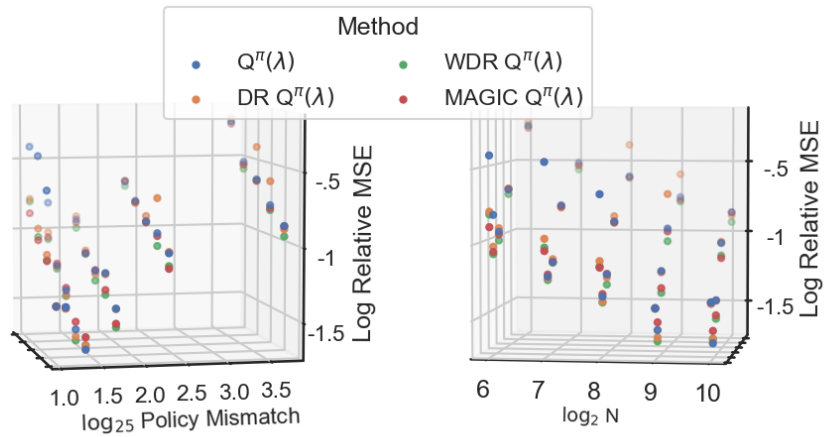 Method
Q^π(λ) WDR Q^π(λ)
DR Q^π(λ) MAGIC Q^π(λ)
-.5
-1
-1.5
Log Relative MSE
1.0 1.5 2.0 2.5 3.0 3.5
log₂₅ Policy Mismatch
-.5
-1
-1.5
Log Relative MSE
6 7 8 9 10
log₂ N